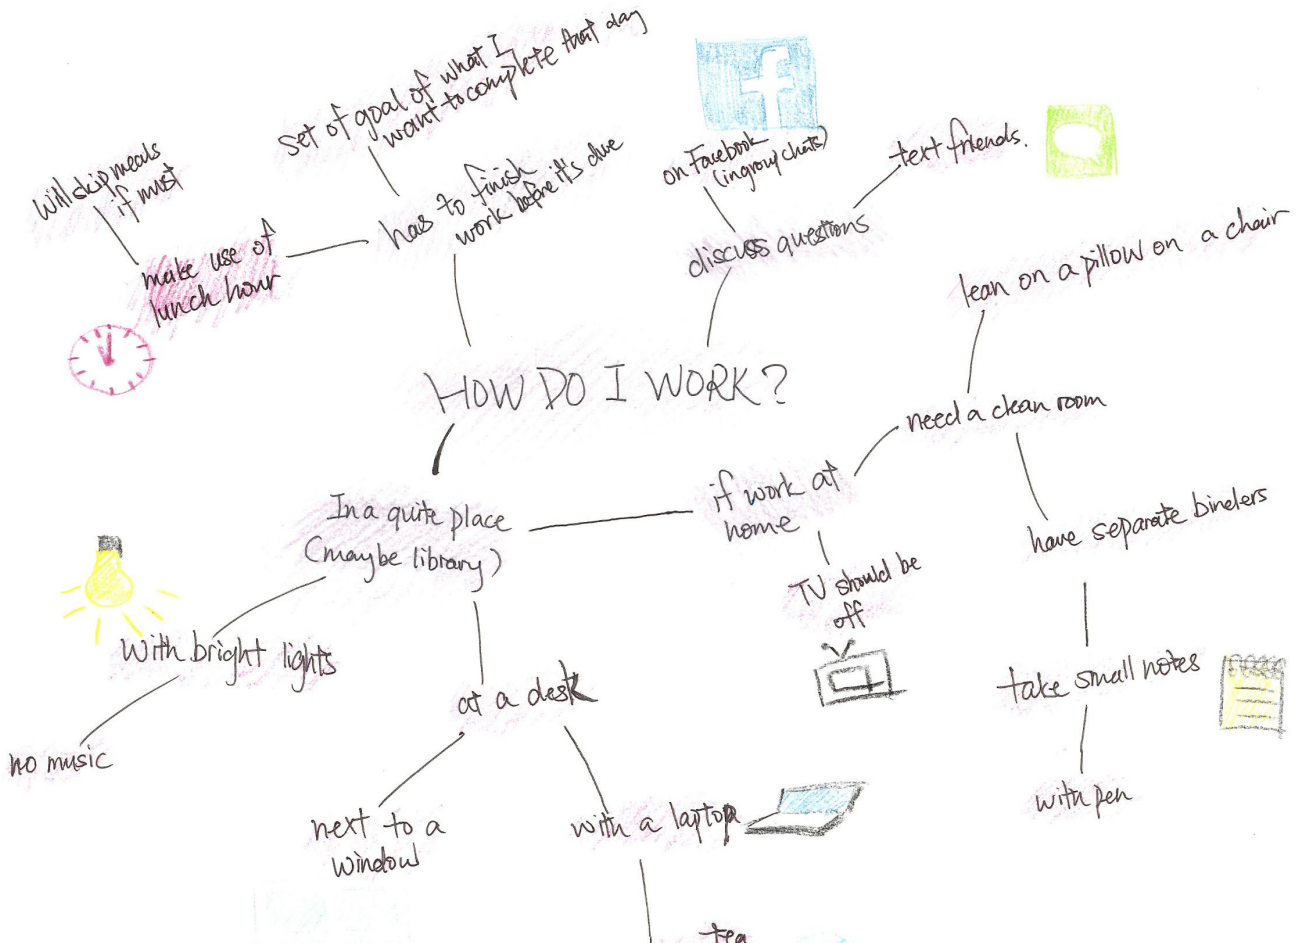 set of goal of what I
want to complete that day
will skip meals
if must
on Facebook
(in group chats)
text friends.
has to finish
work before it's due
discuss questions
make use of
lunch hour
lean on a pillow on a chair
HOW DO I WORK?
need a clean room
In a quite place
(maybe library)
if work at
home
have separate binders
TV should be
off
with bright lights
at a desk
take small notes
no music
with pen
next to a
window
with a laptop
tea